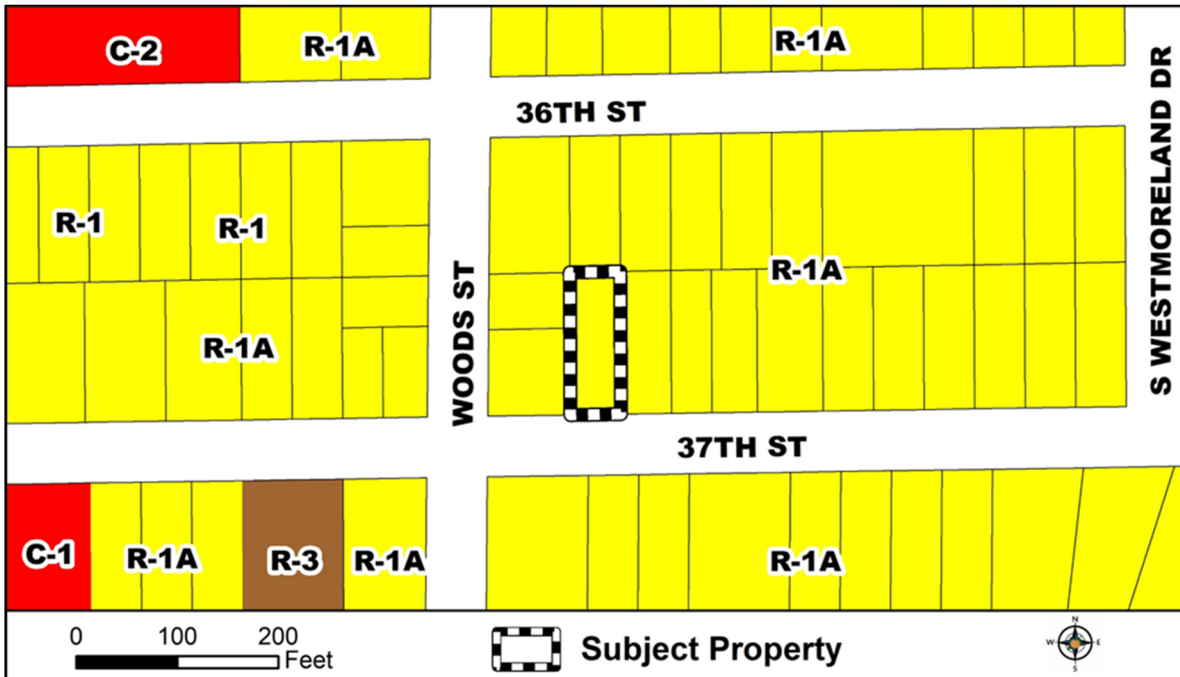 C-2
R-1A
R-1A
36TH ST
S WESTMORELAND DR
R-1
R-1
R-1A
WOODS ST
R-1A
37TH ST
C-1
R-1A
R-3
R-1A
R-1A
0 100 200
Feet
Subject Property
N
W E
S